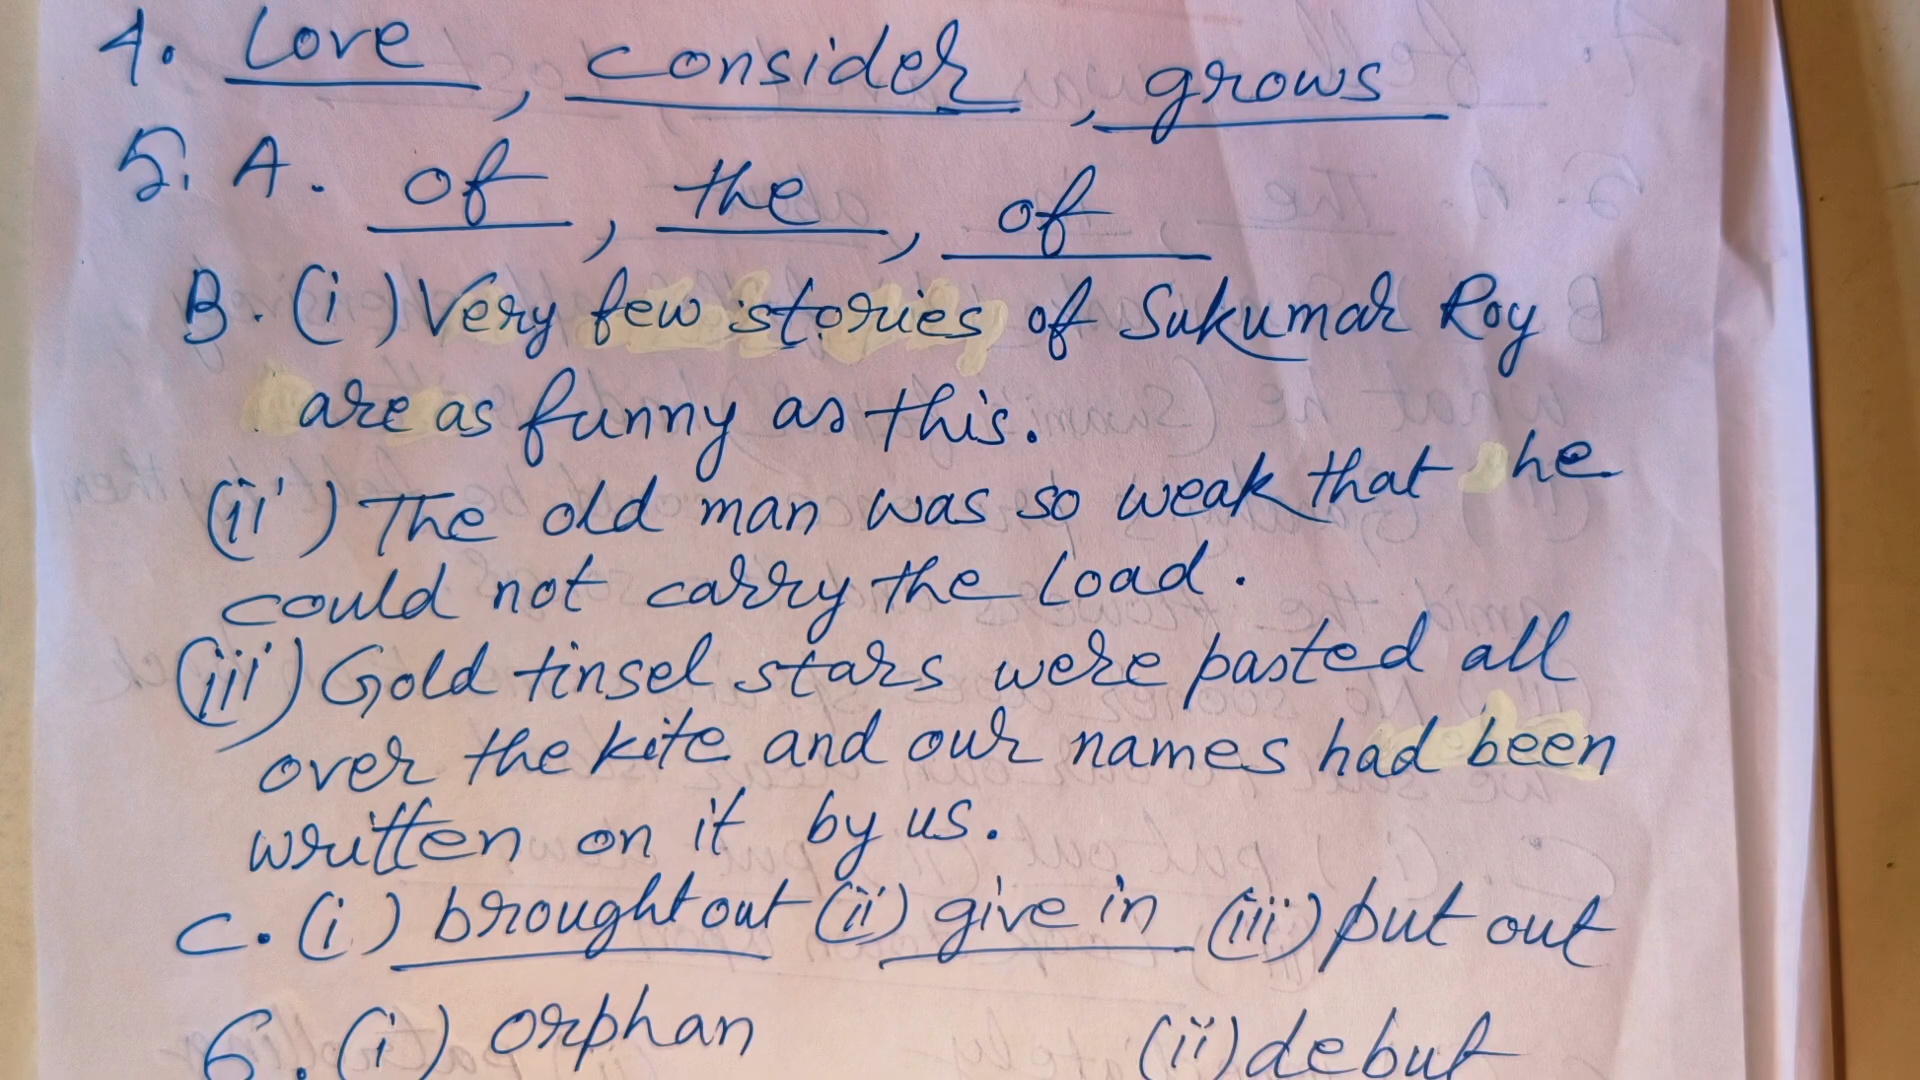 4. Love, consider, grows
5. A. of, the, of
B. (i) Very few stories of Sukumar Roy
are as funny as this.
(ii) The old man was so weak that he
could not carry the load.
(iii) Gold tinsel stars were pasted all
over the kite and our names had been
written on it by us.
C. (i) brought out (ii) give in (iii) put out
6. (i) orphan (ii) debut